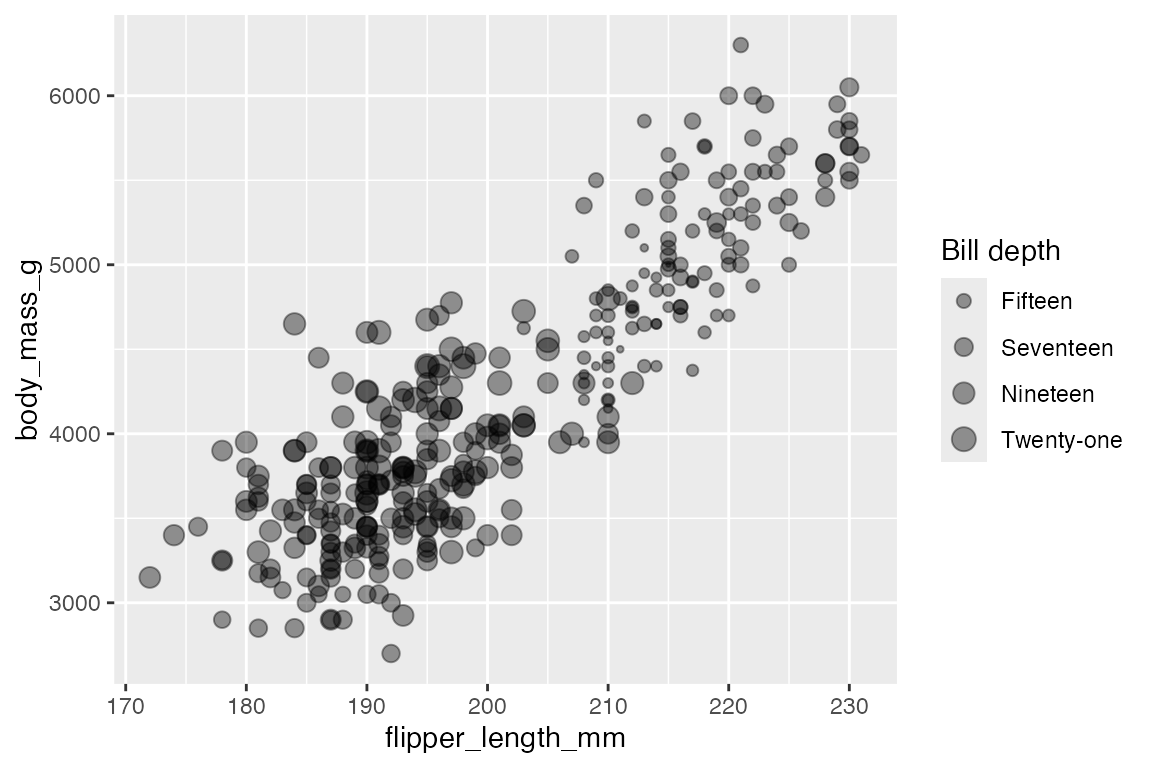 6000
5000
4000
3000
body_mass_g
170 180 190 200 210 220 230
flipper_length_mm
Bill depth
Fifteen
Seventeen
Nineteen
Twenty-one